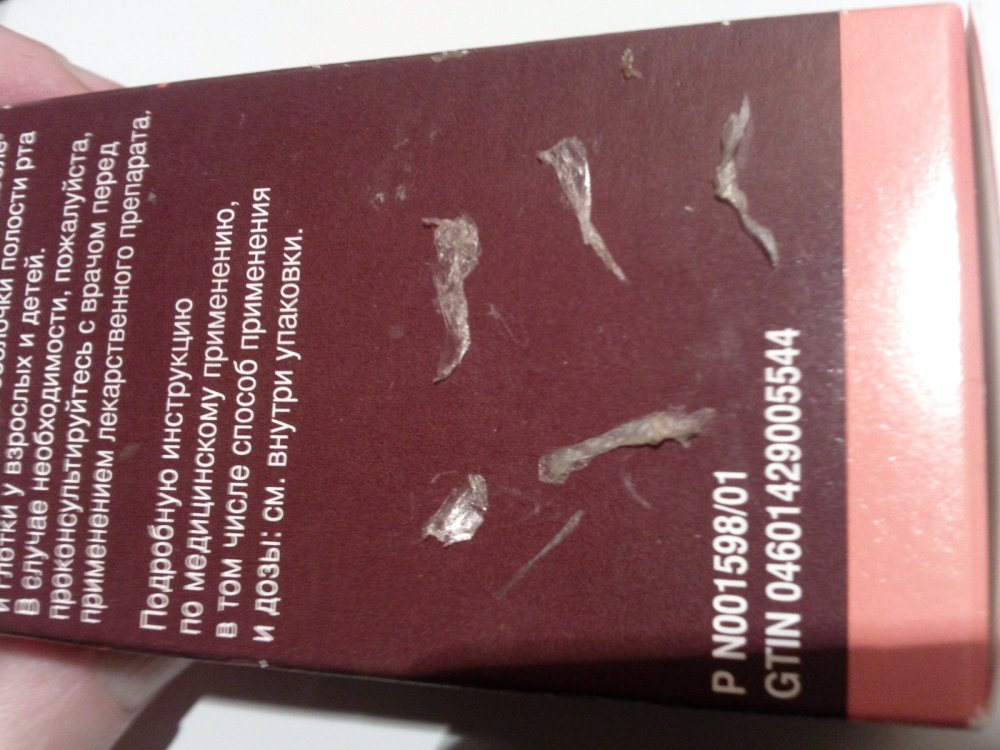 и глотки у взрослых и детей.
В случае необходимости, пожалуйста,
проконсультируйтесь с врачом перед
применением лекарственного препарата.
Подробную инструкцию
по медицинскому применению,
в том числе способ применения
и дозы: см. внутри упаковки.
P N001598/01
GTIN 04601429005544